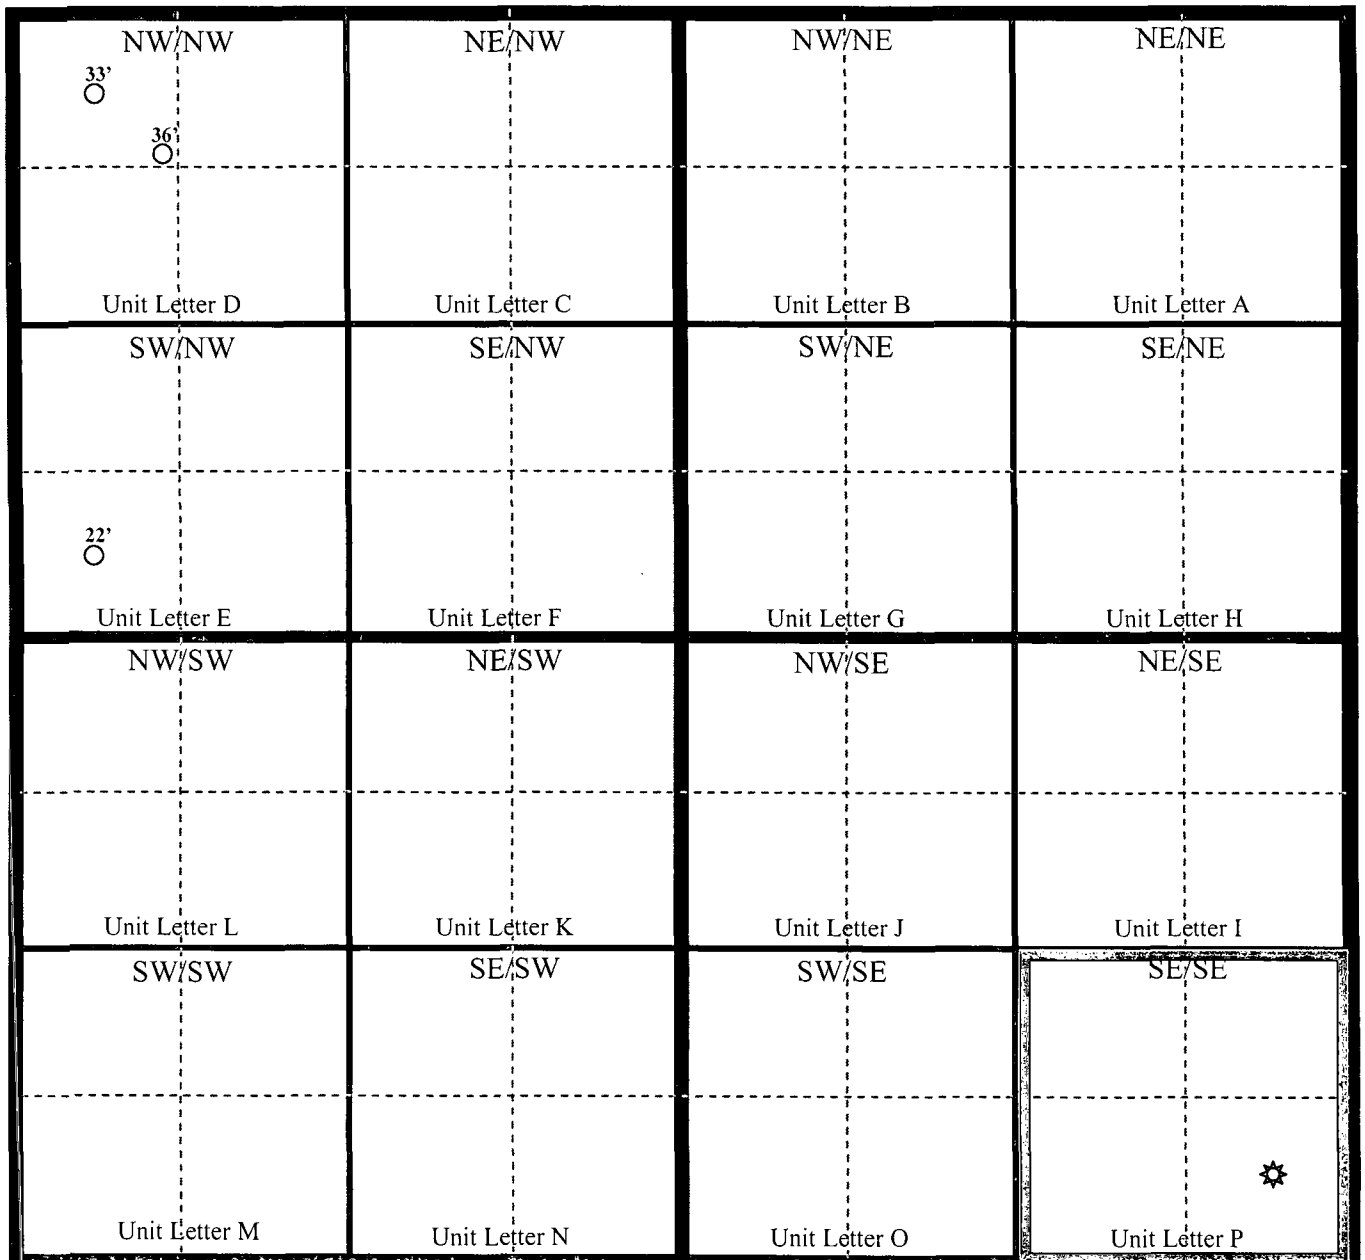 NW/NW NE/NW NW/NE NE/NE
33'
36'
Unit Letter D Unit Letter C Unit Letter B Unit Letter A
SW/NW SE/NW SW/NE SE/NE
22'
Unit Letter E Unit Letter F Unit Letter G Unit Letter H
NW/SW NE/SW NW/SE NE/SE
Unit Letter L Unit Letter K Unit Letter J Unit Letter I
SW/SW SE/SW SW/SE SE/SE
Unit Letter M Unit Letter N Unit Letter O Unit Letter P